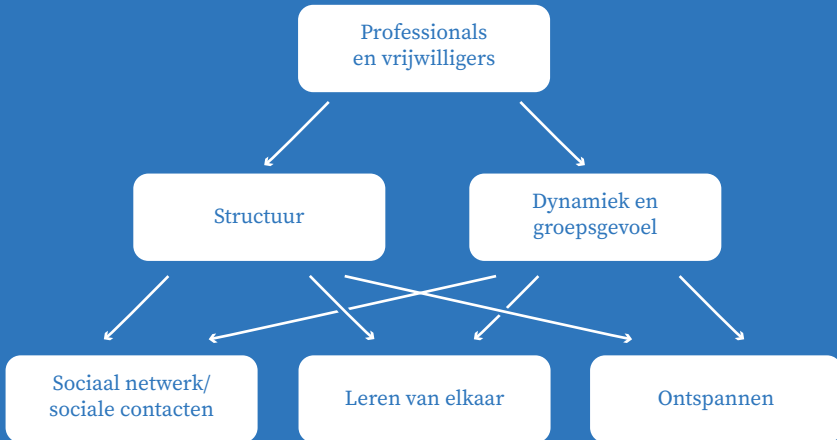 Professionals
en vrijwilligers
Structuur
Dynamiek en
groepsgevoel
Sociaal netwerk/
sociale contacten
Leren van elkaar
Ontspannen